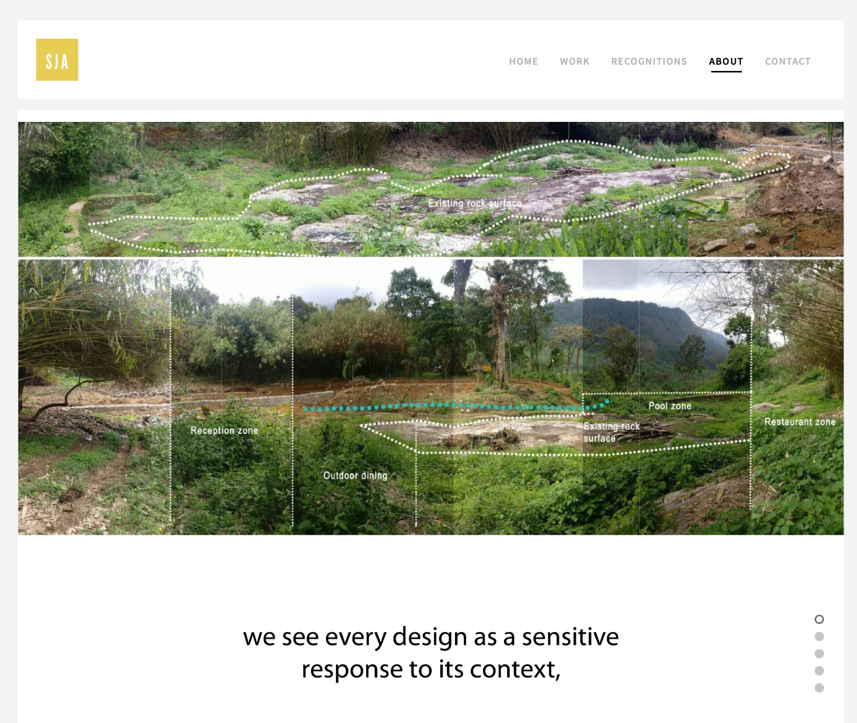 SJA
HOME WORK RECOGNITIONS ABOUT CONTACT
Existing rock surface
Reception zone
Outdoor dining
Existing rock
surface
Pool zone
Restaurant zone
we see every design as a sensitive
response to its context,